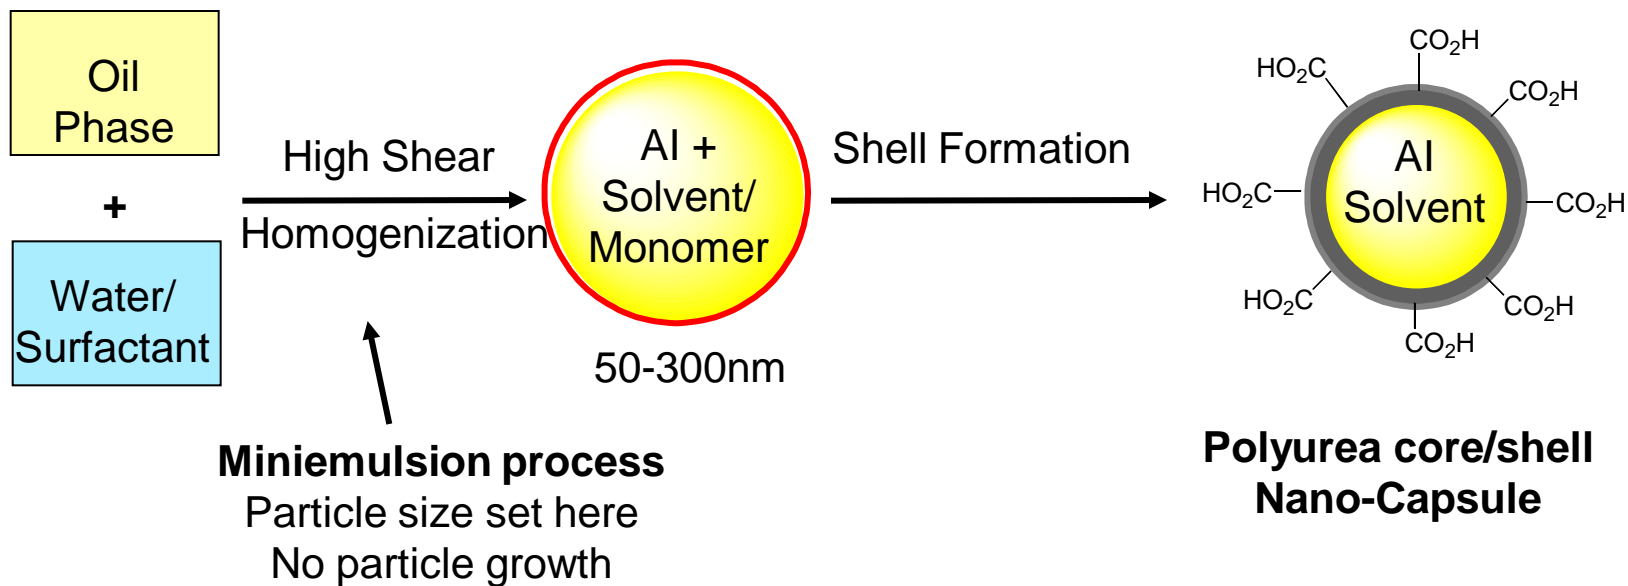 Oil
Phase
+
Water/
Surfactant
High Shear
Homogenization
Miniemulsion process
Particle size set here
No particle growth
AI +
Solvent/
Monomer
50-300nm
Shell Formation
CO₂H
HO₂C
CO₂H
HO₂C
CO₂H
HO₂C
CO₂H
CO₂H
AI
Solvent
Polyurea core/shell
Nano-Capsule